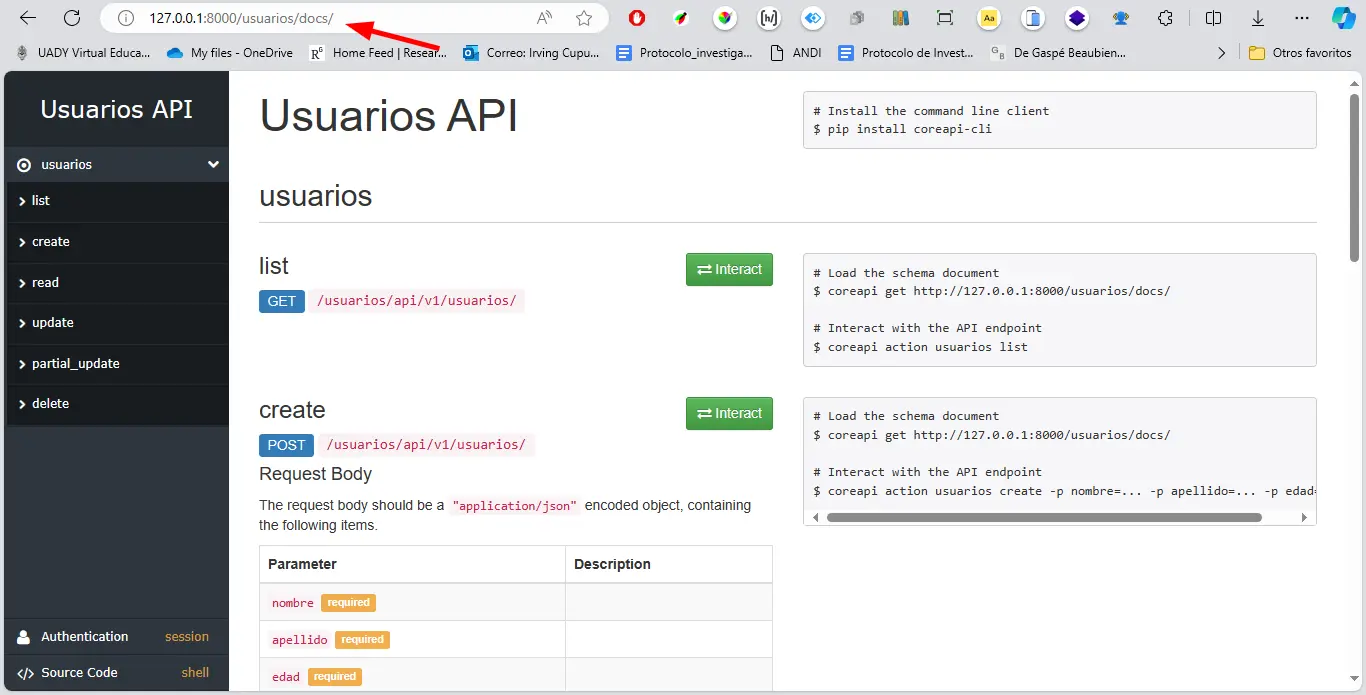 127.0.0.1:8000/usuarios/docs/
UADY Virtual Educa... My files - OneDrive Home Feed | Resear... Correo: Irving Cupu... Protocolo_investiga... ANDI Protocolo de Invest... De Gaspé Beaubien... Otros favoritos
Usuarios API
usuarios
list
create
read
update
partial_update
delete
Authentication session
Source Code shell
Usuarios API
# Install the command line client
$ pip install coreapi-cli
usuarios
list
Interact
GET /usuarios/api/v1/usuarios/
# Load the schema document
$ coreapi get http://127.0.0.1:8000/usuarios/docs/
# Interact with the API endpoint
$ coreapi action usuarios list
create
Interact
POST /usuarios/api/v1/usuarios/
Request Body
The request body should be a "application/json" encoded object, containing
the following items.
Parameter Description
nombre required
apellido required
edad required
# Load the schema document
$ coreapi get http://127.0.0.1:8000/usuarios/docs/
# Interact with the API endpoint
$ coreapi action usuarios create -p nombre=... -p apellido=... -p edad=